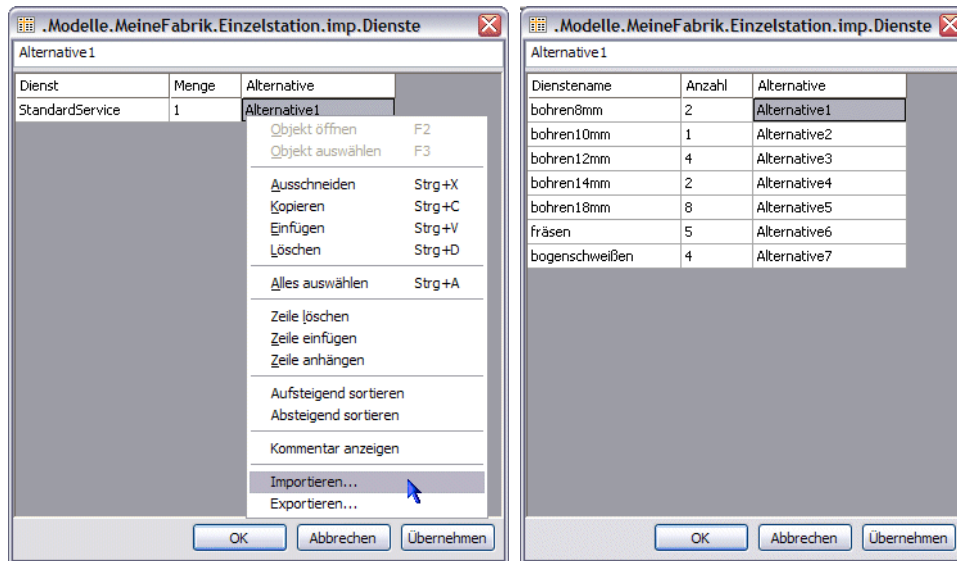 .Modelle.MeineFabrik.Einzelstation.imp.Dienste
Alternative1
Dienst Menge Alternative
StandardService 1 Alternative1
Objekt öffnen F2
Objekt auswählen F3
Ausschneiden Strg+X
Kopieren Strg+C
Einfügen Strg+V
Löschen Strg+D
Alles auswählen Strg+A
Zeile löschen
Zeile einfügen
Zeile anhängen
Aufsteigend sortieren
Absteigend sortieren
Kommentar anzeigen
Importieren...
Exportieren...
OK Abbrechen Übernehmen
.Modelle.MeineFabrik.Einzelstation.imp.Dienste
Alternative1
Dienstename Anzahl Alternative
bohren8mm 2 Alternative1
bohren10mm 1 Alternative2
bohren12mm 4 Alternative3
bohren14mm 2 Alternative4
bohren18mm 8 Alternative5
fräsen 5 Alternative6
bogenschweißen 4 Alternative7
OK Abbrechen Übernehmen